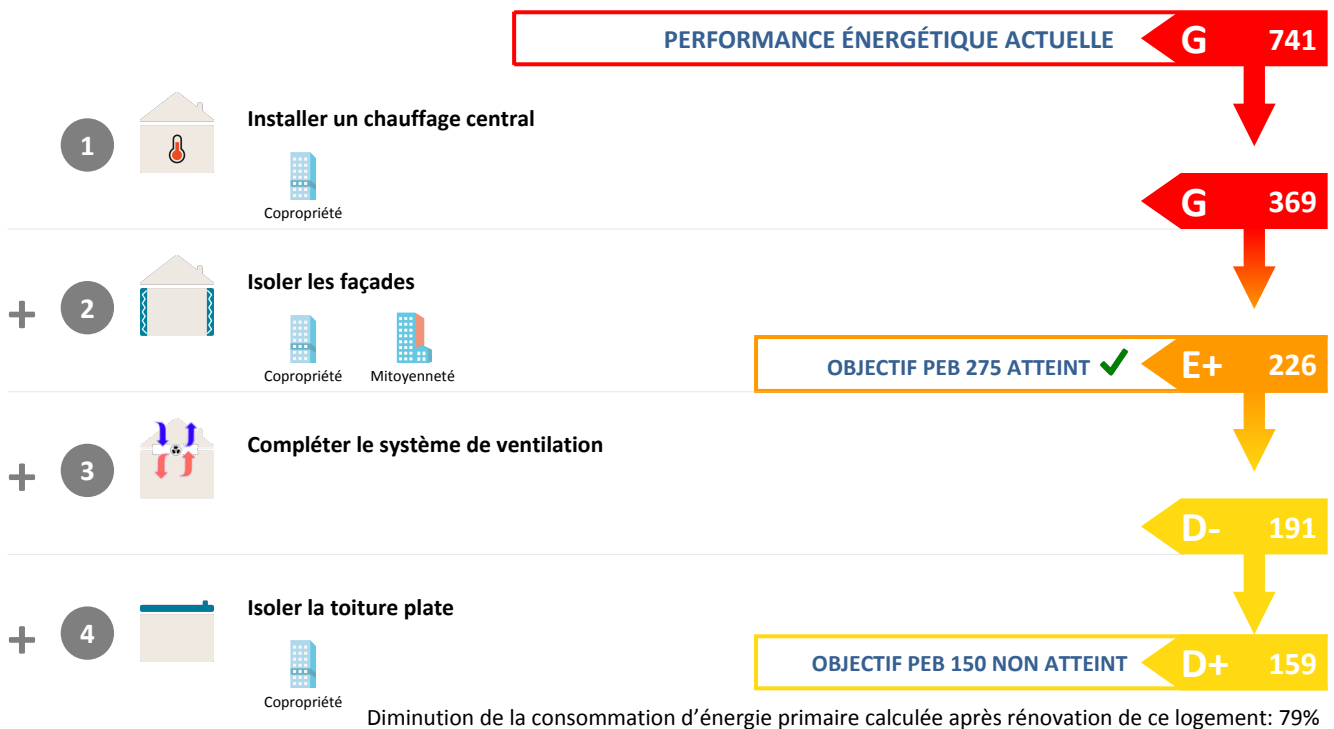 PERFORMANCE ÉNERGÉTIQUE ACTUELLE G 741
1 Installer un chauffage central
Copropriété
G 369
+ 2 Isoler les façades
Copropriété Mitoyenneté
OBJECTIF PEB 275 ATTEINT ✓ E+ 226
+ 3 Compléter le système de ventilation
D- 191
+ 4 Isoler la toiture plate
Copropriété
OBJECTIF PEB 150 NON ATTEINT D+ 159
Diminution de la consommation d’énergie primaire calculée après rénovation de ce logement: 79%